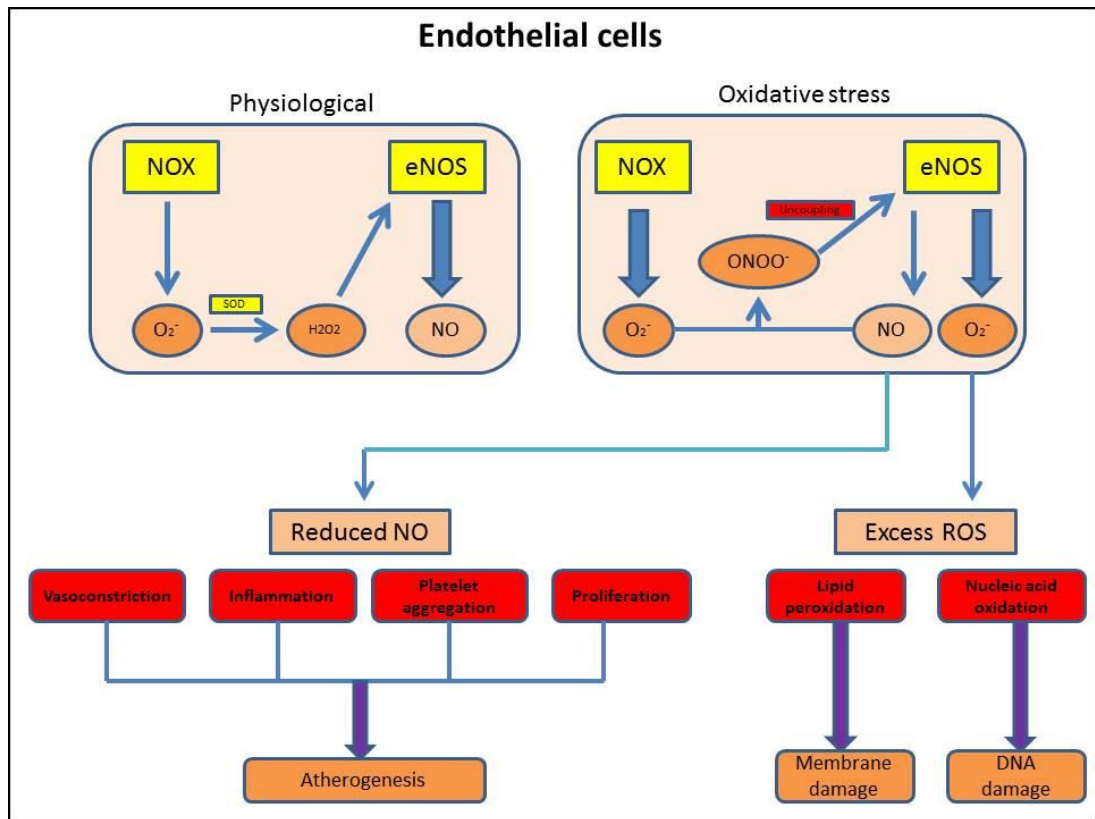 Endothelial cells
Physiological
Oxidative stress
NOX
eNOS
SOD
O₂⁻
H2O2
NO
NOX
eNOS
Uncoupling
ONOO⁻
O₂⁻
NO
O₂⁻
Reduced NO
Excess ROS
Vasoconstriction
Inflammation
Platelet
aggregation
Proliferation
Lipid
peroxidation
Nucleic acid
oxidation
Atherogenesis
Membrane
damage
DNA
damage